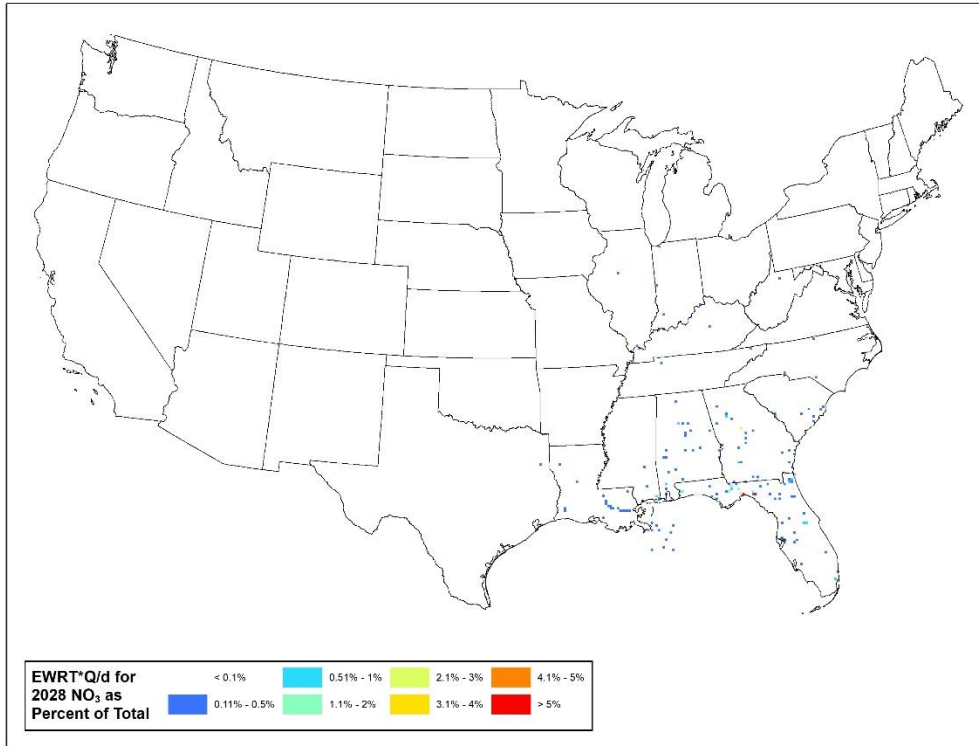 EWRT*Q/d for
2028 NO₃ as
Percent of Total
< 0.1%
0.11% - 0.5%
0.51% - 1%
1.1% - 2%
2.1% - 3%
3.1% - 4%
4.1% - 5%
> 5%